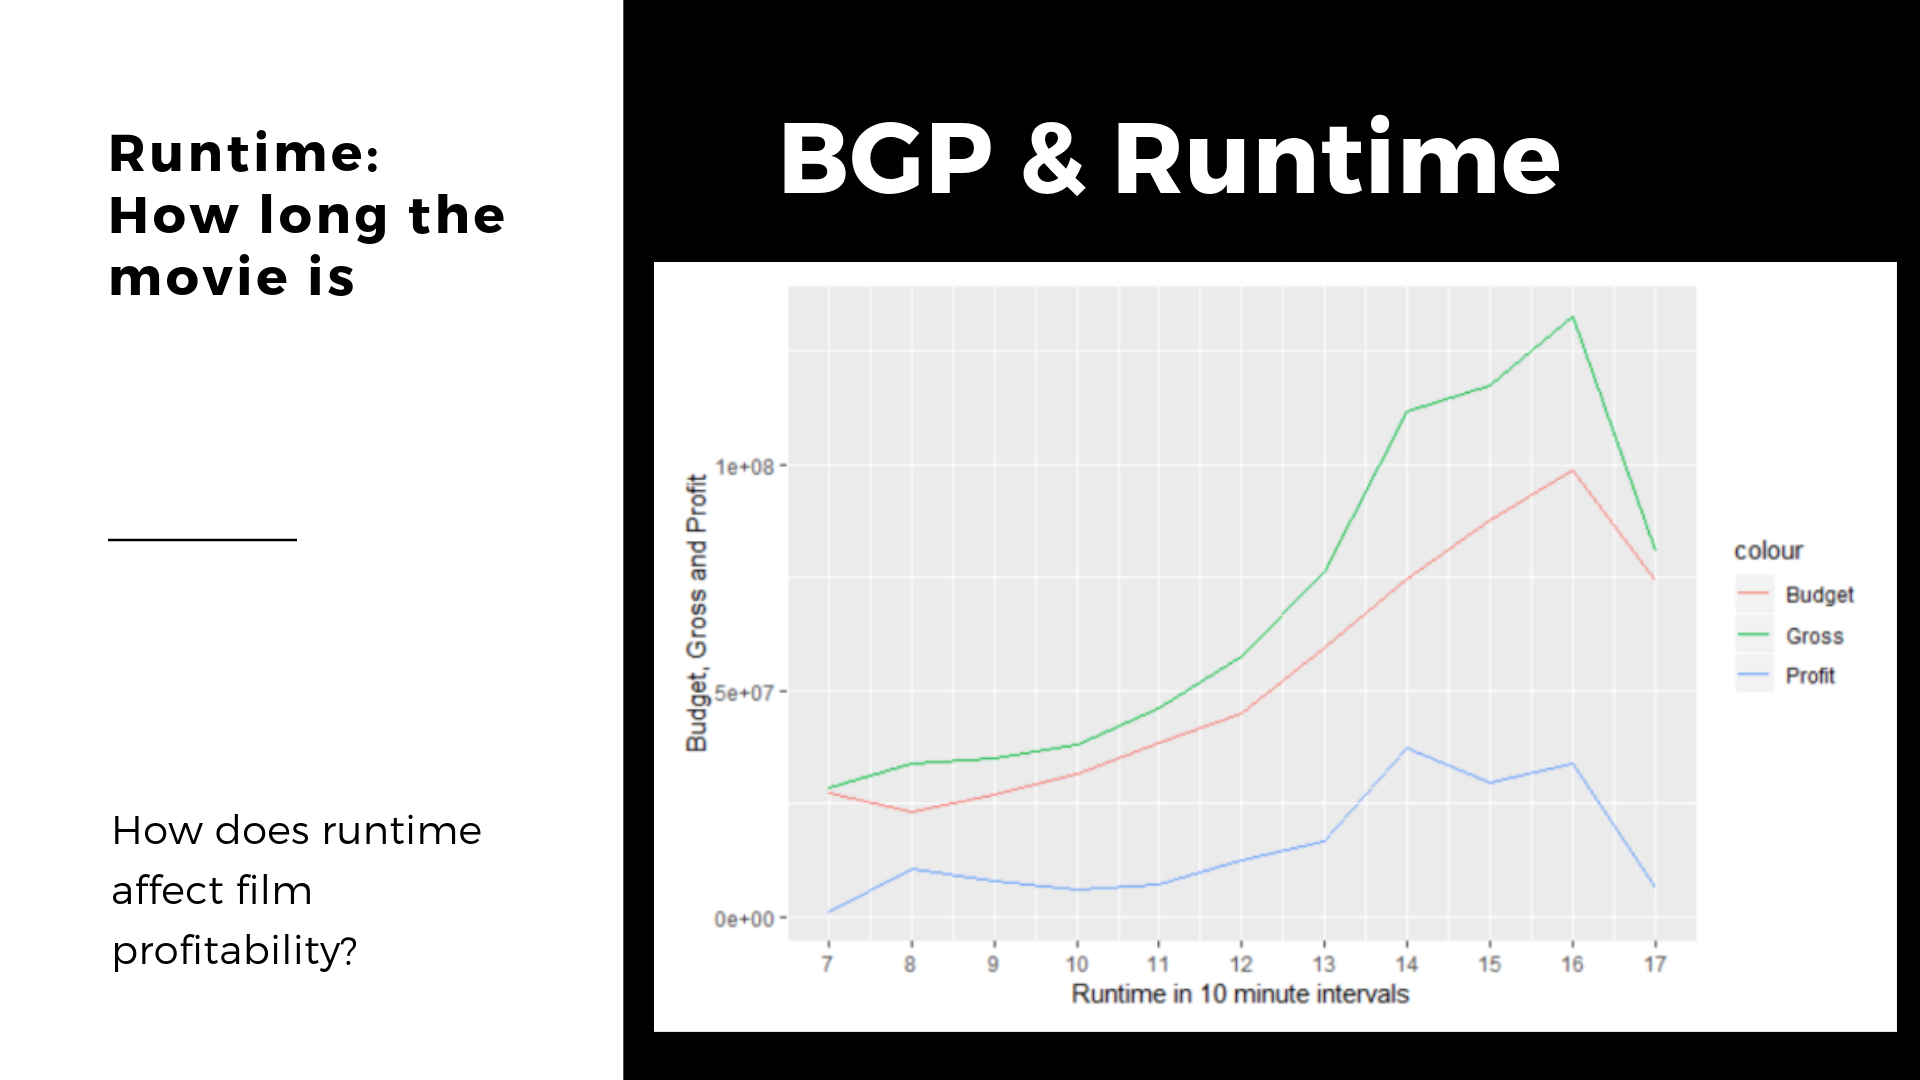 Runtime:
How long the
movie is
How does runtime
affect film
profitability?
BGP & Runtime
Budget, Gross and Profit
1e+08
5e+07
0e+00
7 8 9 10 11 12 13 14 15 16 17
Runtime in 10 minute intervals
colour
Budget
Gross
Profit